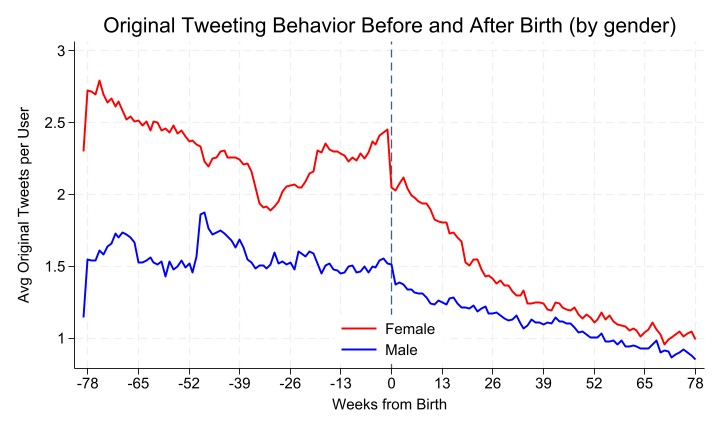 Original Tweeting Behavior Before and After Birth (by gender)
Avg Original Tweets per User
3
2.5
2
1.5
1
Female
Male
-78 -65 -52 -39 -26 -13 0 13 26 39 52 65 78
Weeks from Birth